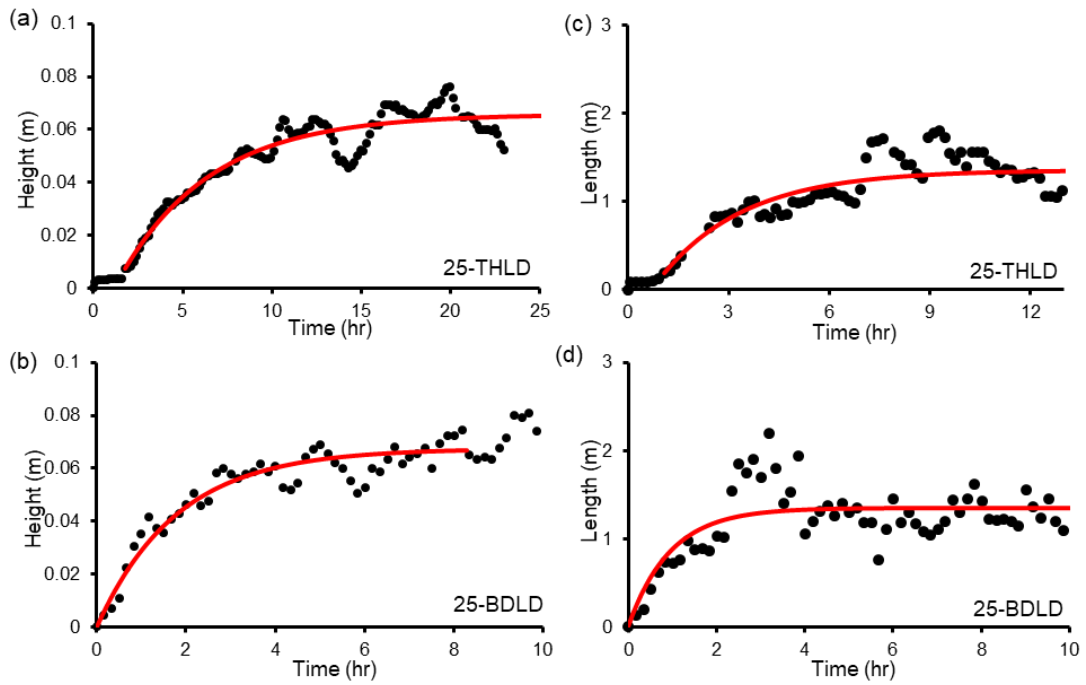 (a)
0.1
0.08
0.06
0.04
0.02
0
Height (m)
25-THLD
0 5 10 15 20 25
Time (hr)
(c)
3
2
1
0
Length (m)
25-THLD
0 3 6 9 12
Time (hr)
(b)
0.1
0.08
0.06
0.04
0.02
0
Height (m)
25-BDLD
0 2 4 6 8 10
Time (hr)
(d)
3
2
1
0
Length (m)
25-BDLD
0 2 4 6 8 10
Time (hr)